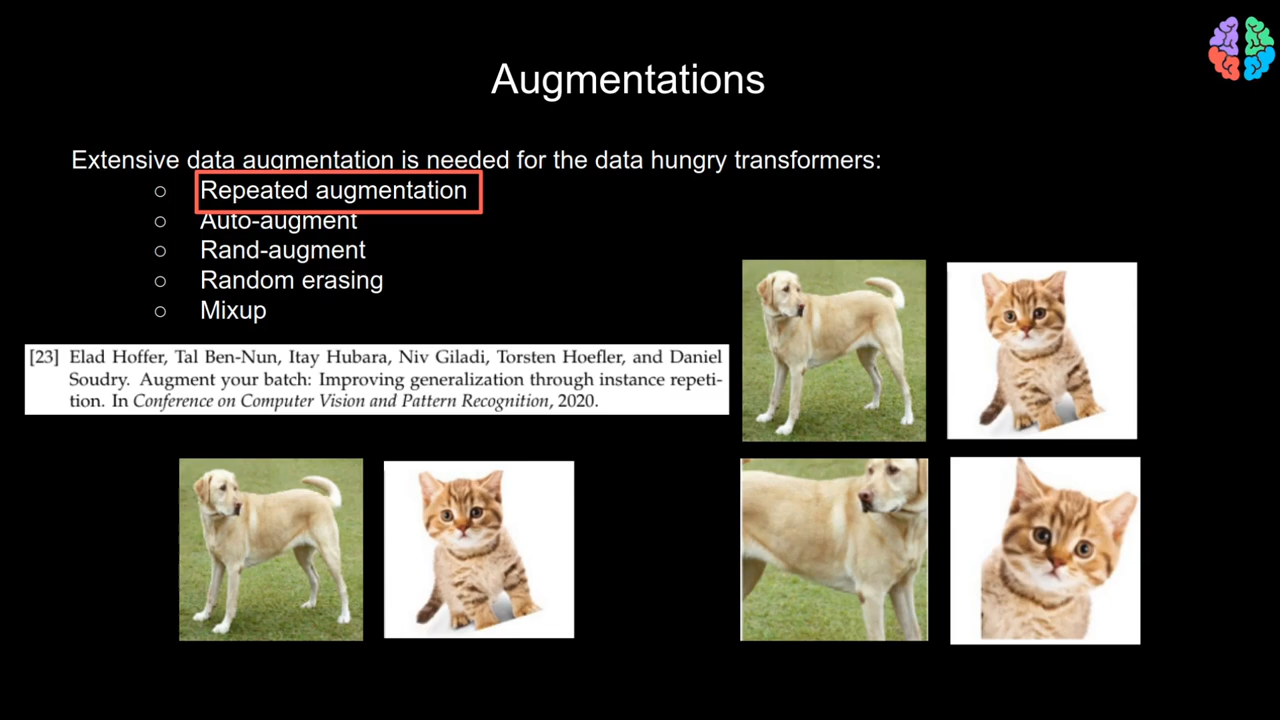 Augmentations
Extensive data augmentation is needed for the data hungry transformers:
○ Repeated augmentation
○ Auto-augment
○ Rand-augment
○ Random erasing
○ Mixup
[23] Elad Hoffer, Tal Ben-Nun, Itay Hubara, Niv Giladi, Torsten Hoefler, and Daniel
Soudry. Augment your batch: Improving generalization through instance repeti-
tion. In Conference on Computer Vision and Pattern Recognition, 2020.